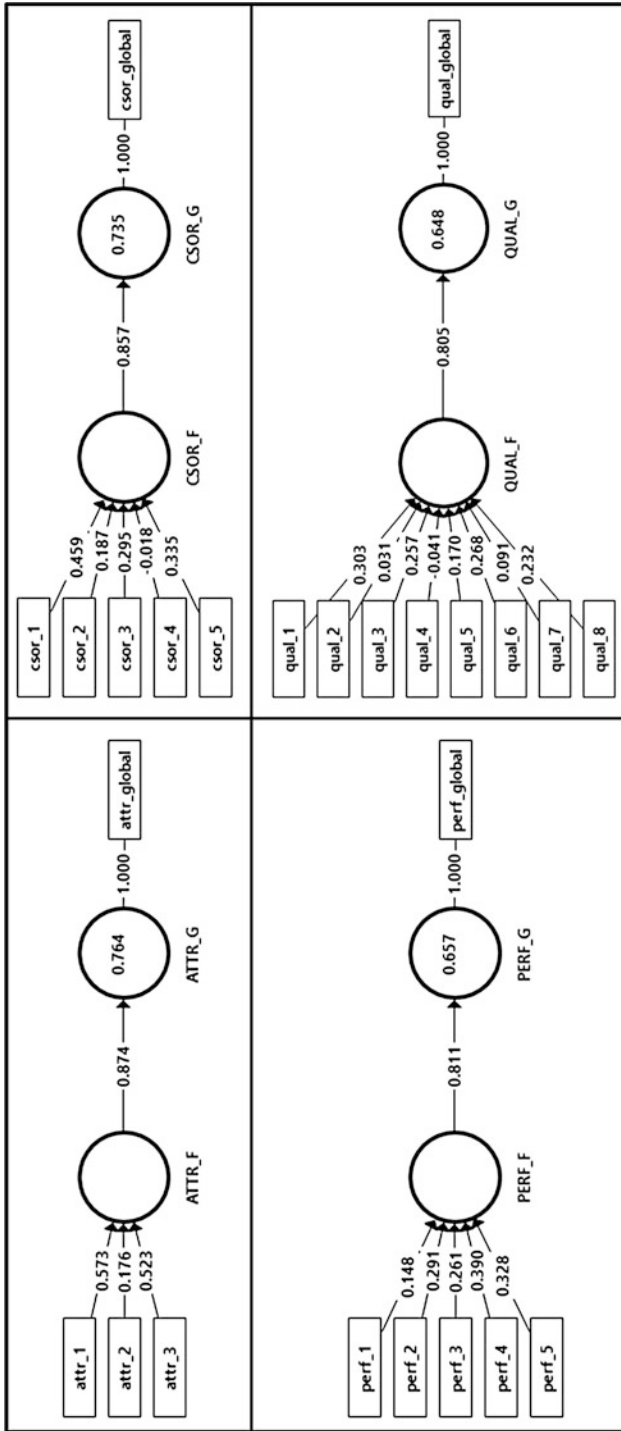 attr_1
attr_2
attr_3
0.573
0.176
0.523
ATTR_F
0.874
0.764
ATTR_G
1.000
attr_global
csor_1
csor_2
csor_3
csor_4
csor_5
0.459
0.187
0.295
-0.018
0.335
CSOR_F
0.857
0.735
CSOR_G
1.000
csor_global
perf_1
perf_2
perf_3
perf_4
perf_5
0.148
0.291
0.261
0.390
0.328
PERF_F
0.811
0.657
PERF_G
1.000
perf_global
qual_1
qual_2
qual_3
qual_4
qual_5
qual_6
qual_7
qual_8
0.303
0.031
0.257
-0.041
0.170
0.268
0.091
0.232
QUAL_F
0.805
0.648
QUAL_G
1.000
qual_global